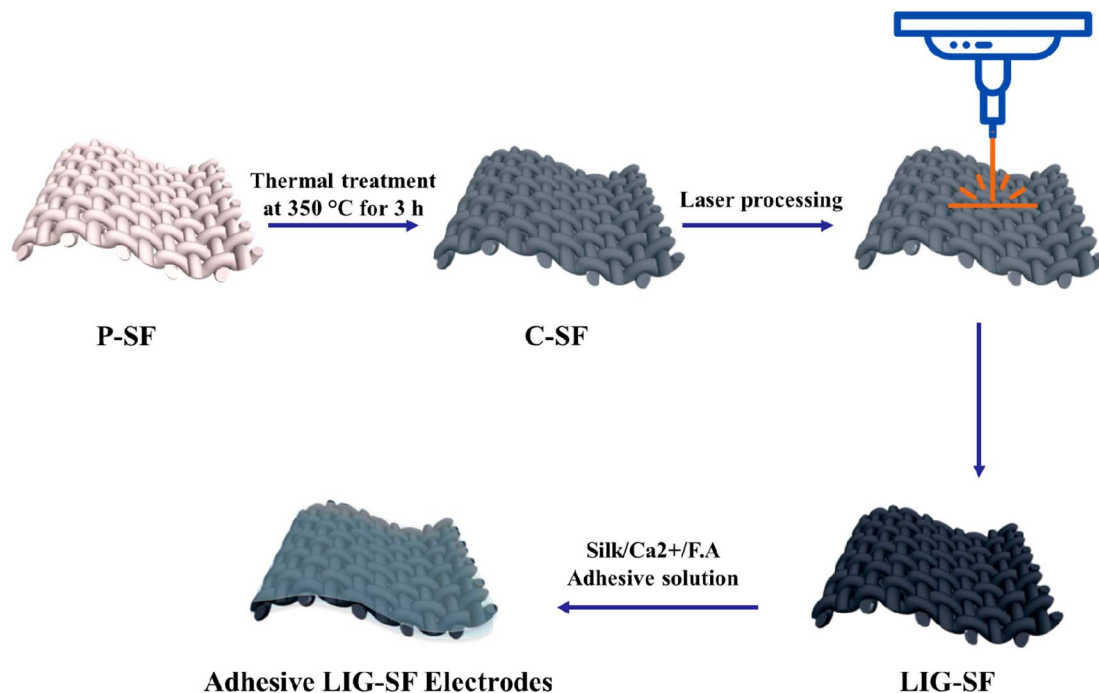 Thermal treatment
at 350 °C for 3 h
Laser processing
P-SF
C-SF
Silk/Ca2+/F.A
Adhesive solution
Adhesive LIG-SF Electrodes
LIG-SF